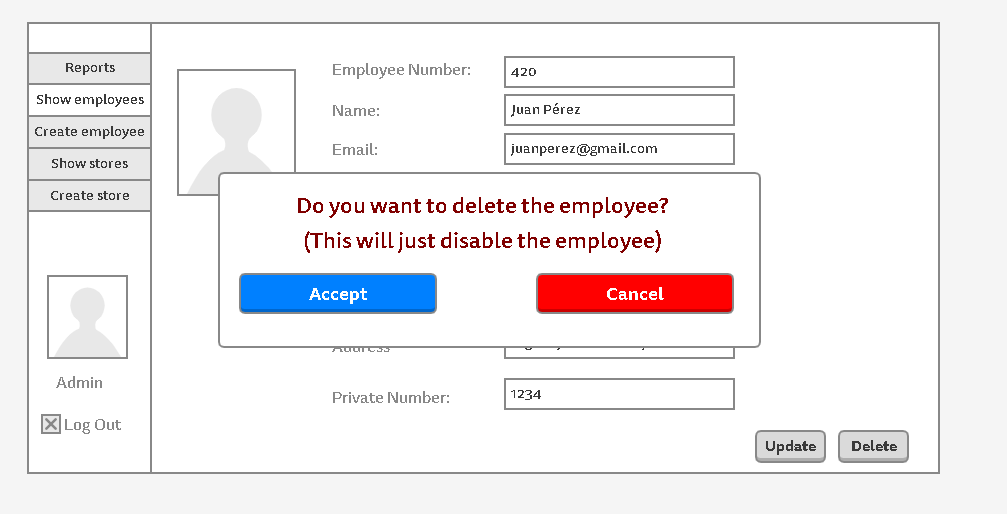 Reports
Show employees
Create employee
Show stores
Create store
Admin
Log Out
Employee Number: 420
Name: Juan Pérez
Email: juanperez@gmail.com
Do you want to delete the employee?
(This will just disable the employee)
Accept Cancel
Address
Private Number: 1234
Update Delete